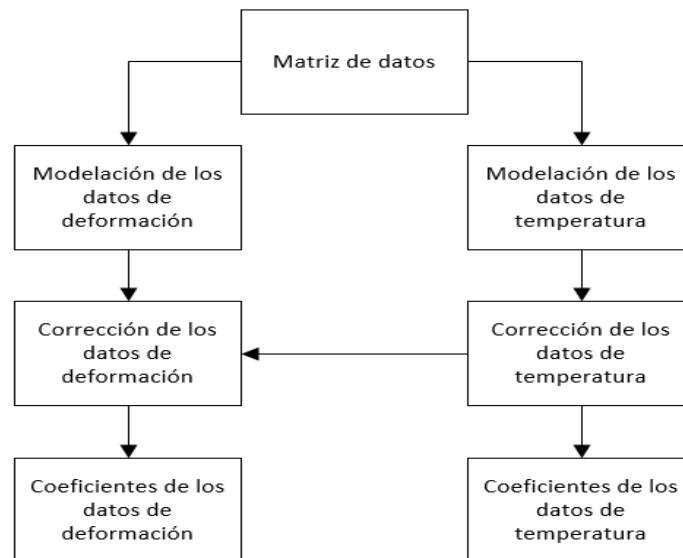 Matriz de datos
Modelación de los
datos de
deformación
Modelación de los
datos de
temperatura
Corrección de los
datos de
deformación
Corrección de los
datos de
temperatura
Coeficientes de los
datos de
deformación
Coeficientes de los
datos de
temperatura